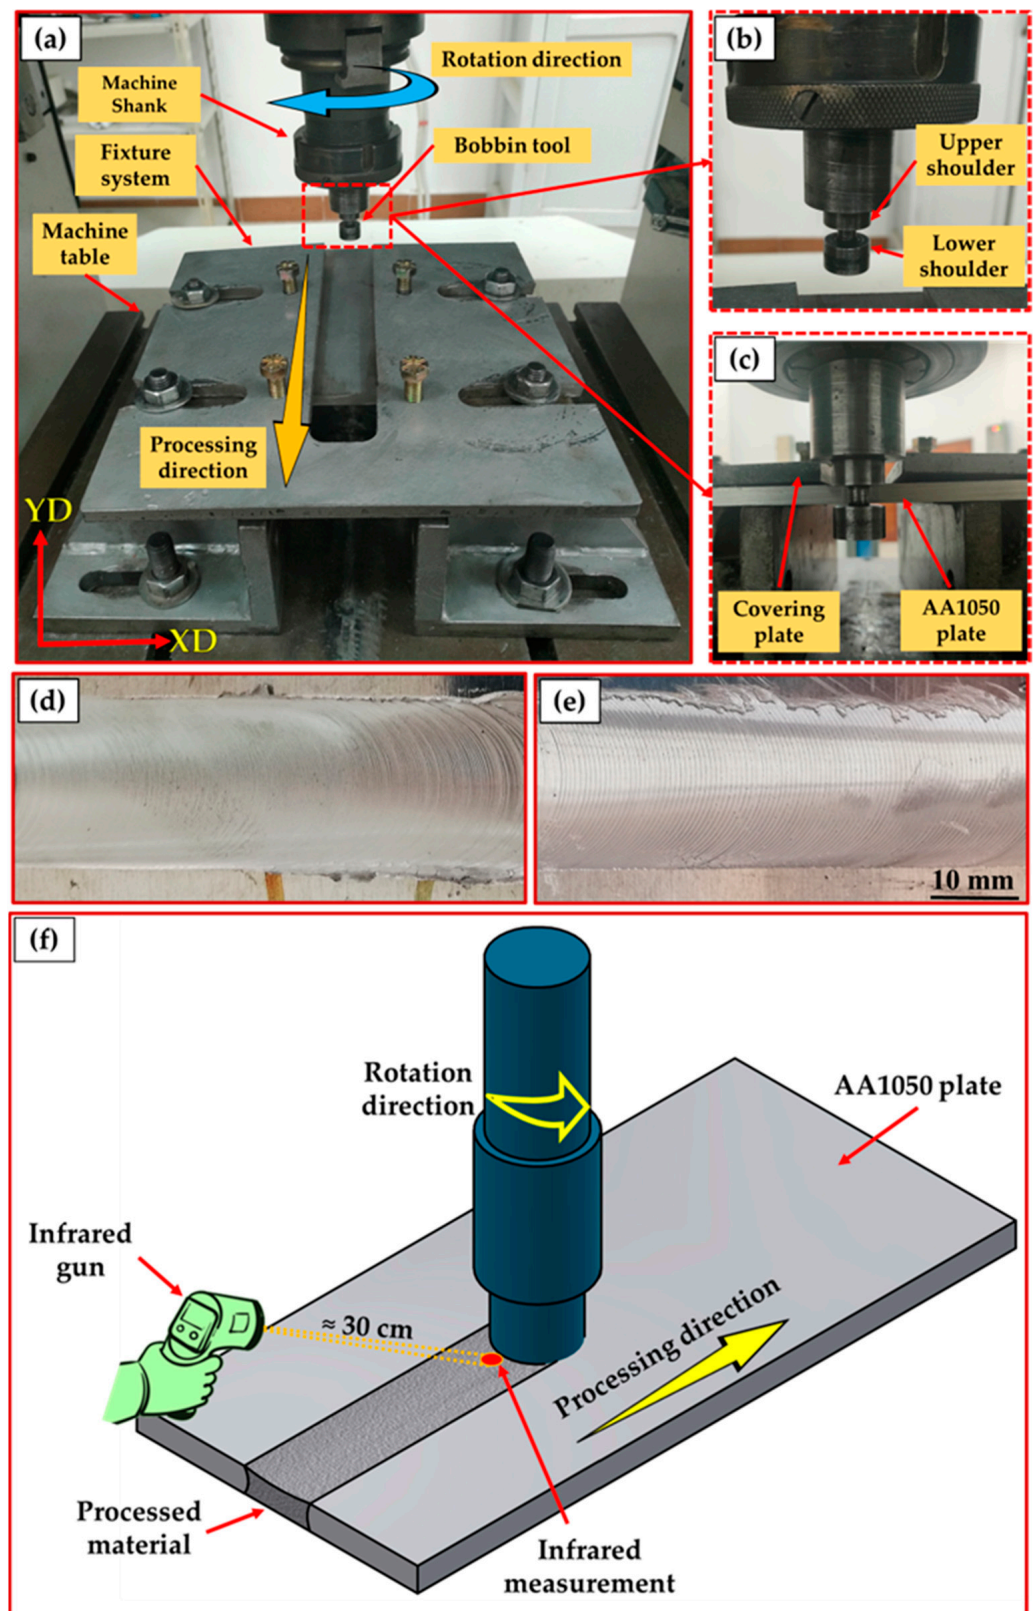 (a)
Machine
Shank
Rotation direction
Fixture
system
Bobbin tool
Machine
table
Processing
direction
YD
XD
(b)
Upper
shoulder
Lower
shoulder
(c)
Covering
plate
AA1050
plate
(d)
(e)
10 mm
(f)
Rotation
direction
AA1050 plate
Infrared
gun
≈ 30 cm
Processing direction
Processed
material
Infrared
measurement